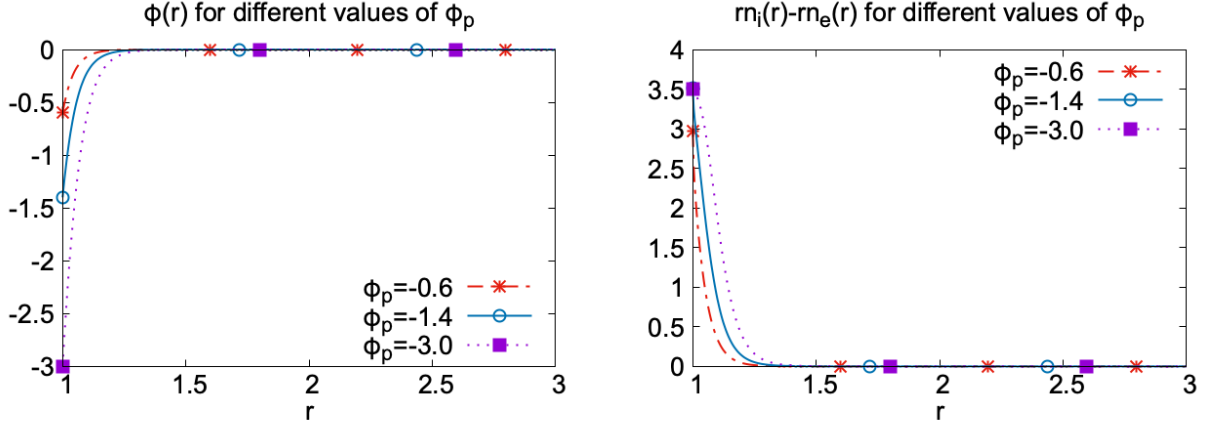 ϕ(r) for different values of ϕp
0
-0.5
-1
-1.5
-2
-2.5
-3
ϕp=-0.6
ϕp=-1.4
ϕp=-3.0
1 1.5 2 2.5 3
r
rni(r)-rne(r) for different values of ϕp
4
3.5
3
2.5
2
1.5
1
0.5
0
ϕp=-0.6
ϕp=-1.4
ϕp=-3.0
1 1.5 2 2.5 3
r